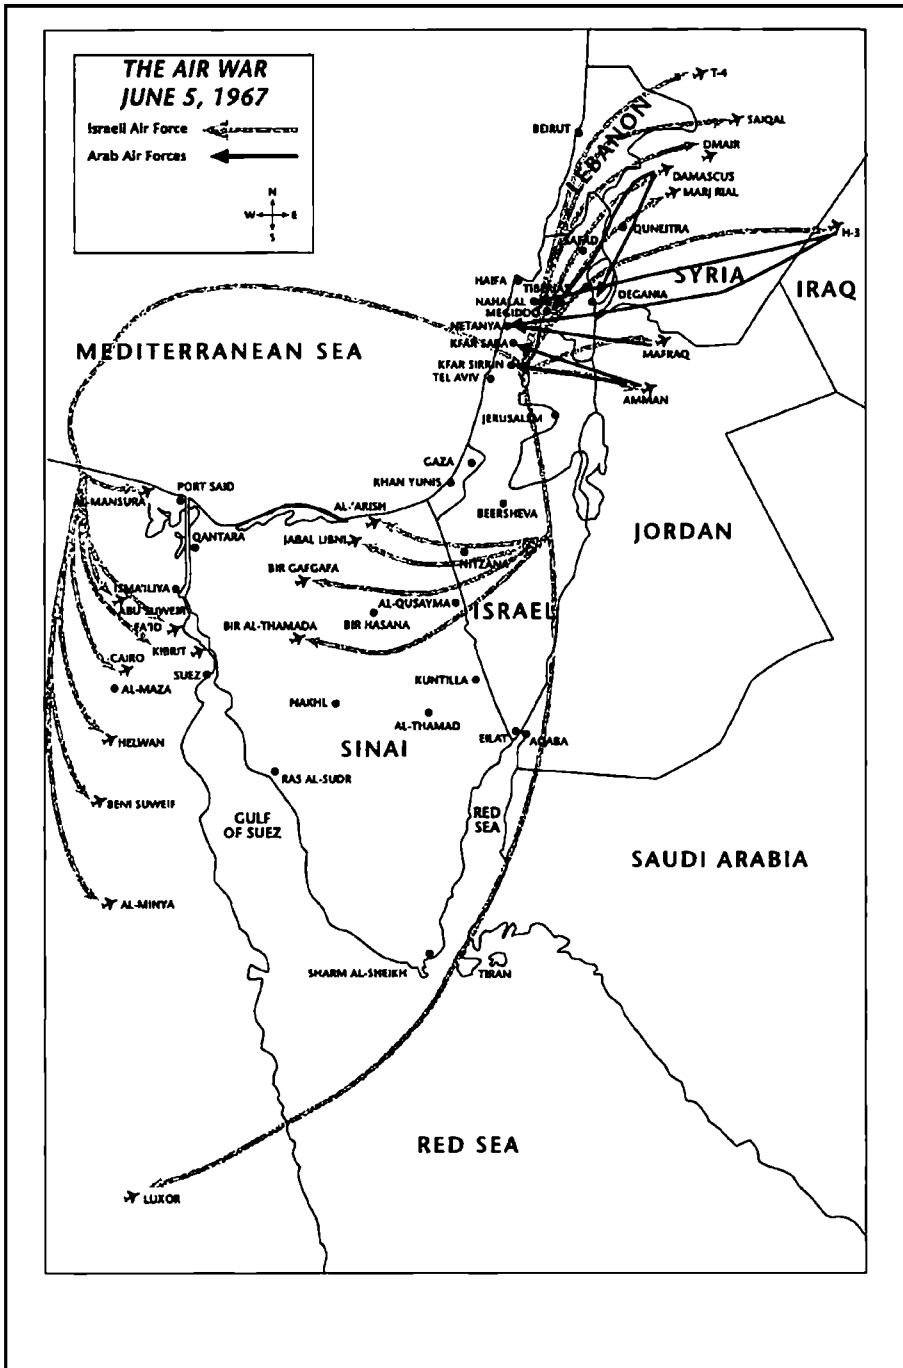 THE AIR WAR
JUNE 5, 1967
Israeli Air Force
Arab Air Forces
N
W E
S
T-4
SAIQAL
BEIRUT
LEBANON
DMAIR
DAMASCUS
MARJ RIAL
QUNEITRA
SAFAD
H-3
SYRIA
IRAQ
HAIFA
NAHALAL
DEGANIA
MEGIDDO
NETANYA
MEDITERRANEAN SEA
KFAR SABA
MAFRAQ
KFAR SIRKIN
TEL AVIV
AMMAN
JERUSALEM
GAZA
KHAN YUNIS
PORT SAID
AL-MANSURA
AL-'ARISH
BEERSHEVA
JORDAN
QANTARA
JABAL LIBNI
NITZANA
BIR GAFGAFA
ISMA'ILIYA
ABU SUWEIR
AL-QUSAYMA
ISRAEL
FA'ID
BIR AL-THAMADA
BIR HASANA
KIBRIT
CAIRO
SUEZ
AL-MAZA
KUNTILLA
NAKHL
AL-THAMAD
HELWAN
SINAI
EILAT
AQABA
RAS AL-SUDR
BENI SUWEIF
GULF
OF SUEZ
RED
SEA
SAUDI ARABIA
AL-MINYA
SHARM AL-SHEIKH
TIRAN
RED SEA
LUXOR